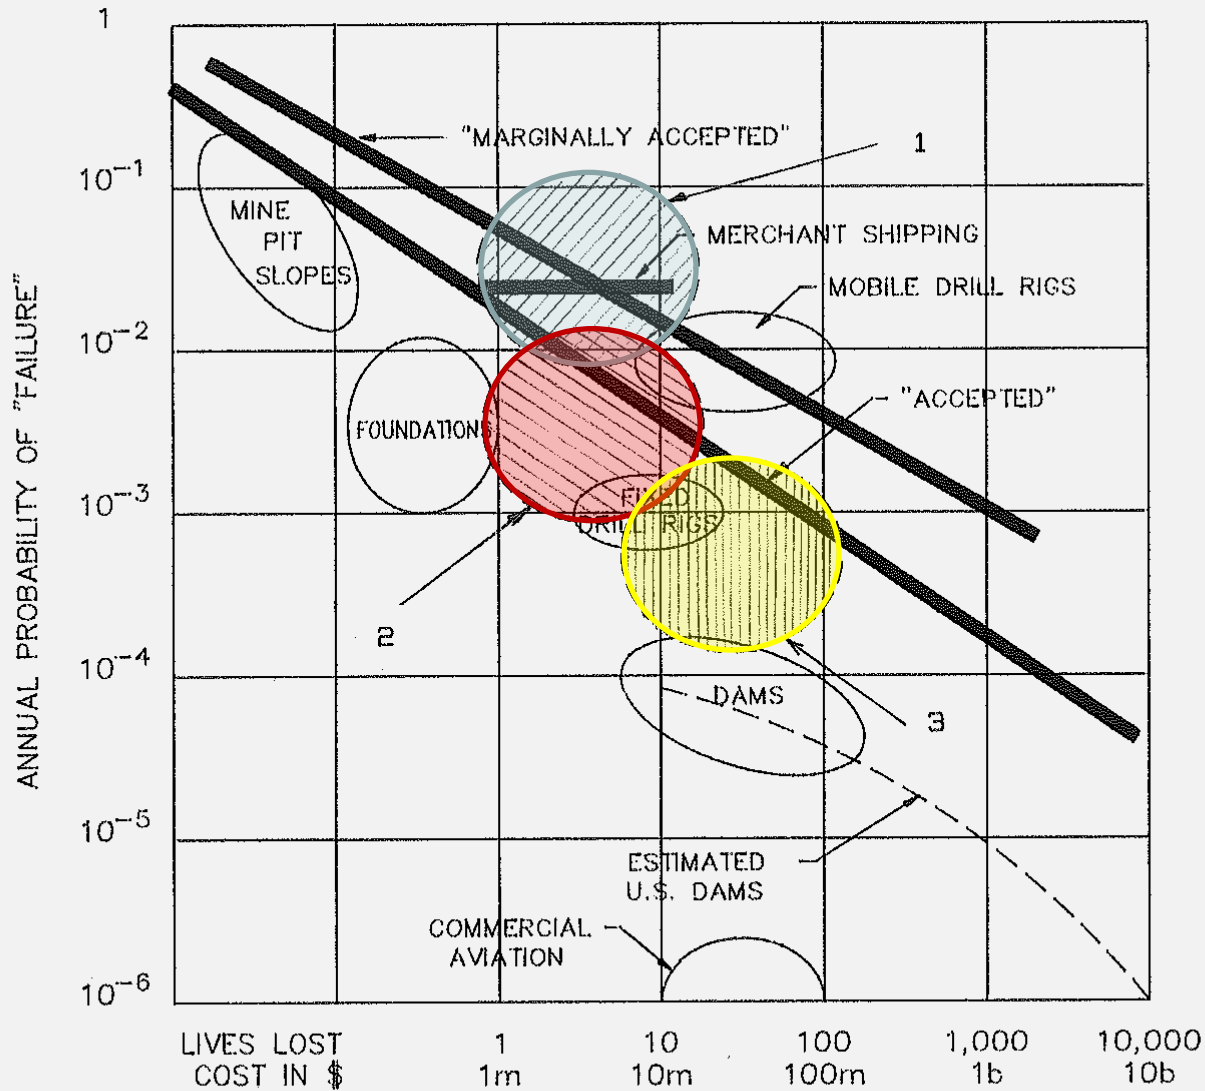 1
"MARGINALLY ACCEPTED"
1
10−1
MINE
PIT
SLOPES
MERCHANT SHIPPING
MOBILE DRILL RIGS
10−2
"ACCEPTED"
FOUNDATIONS
10−3
FIXED
DRILL RIGS
2
10−4
DAMS
3
10−5
ESTIMATED
U.S. DAMS
COMMERCIAL
AVIATION
10−6
ANNUAL PROBABILITY OF "FAILURE"
LIVES LOST 1 10 100 1,000 10,000
COST IN $ 1m 10m 100m 1b 10b